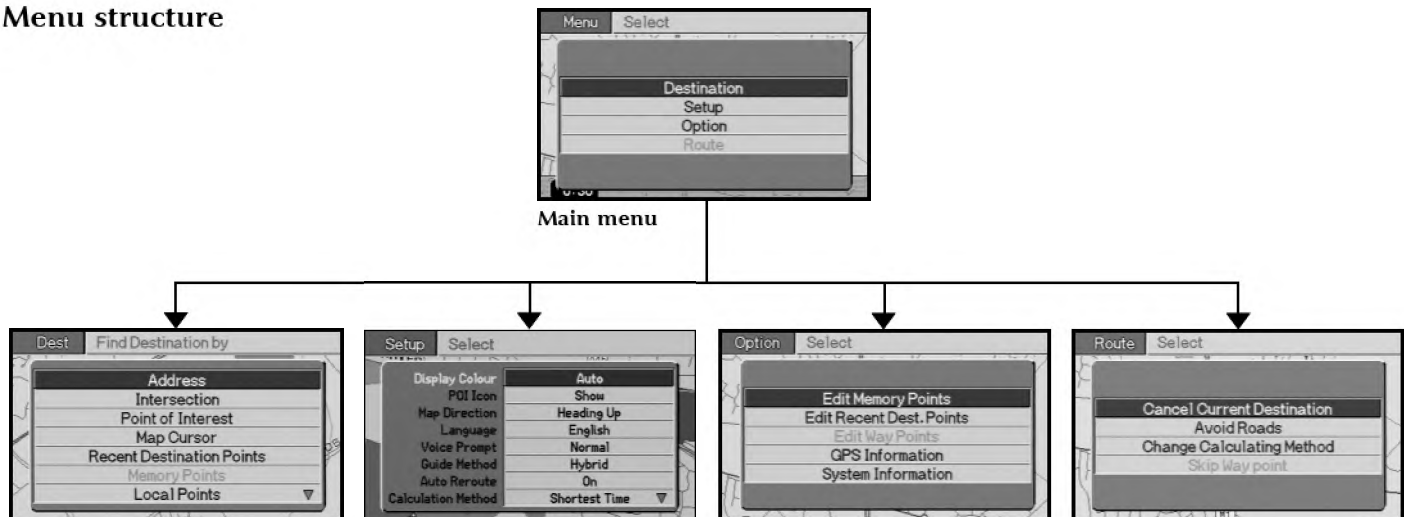 Menu structure
Menu Select
Destination
Setup
Option
Route
Main menu
Dest Find Destination by
Address
Intersection
Point of Interest
Map Cursor
Recent Destination Points
Memory Points
Local Points
Setup Select
Display Colour Auto
POI Icon Show
Map Direction Heading Up
Language English
Voice Prompt Normal
Guide Method Hybrid
Auto Reroute On
Calculation Method Shortest Time
Option Select
Edit Memory Points
Edit Recent Dest. Points
Edit Way Points
GPS Information
System Information
Route Select
Cancel Current Destination
Avoid Roads
Change Calculating Method
Skip Way point